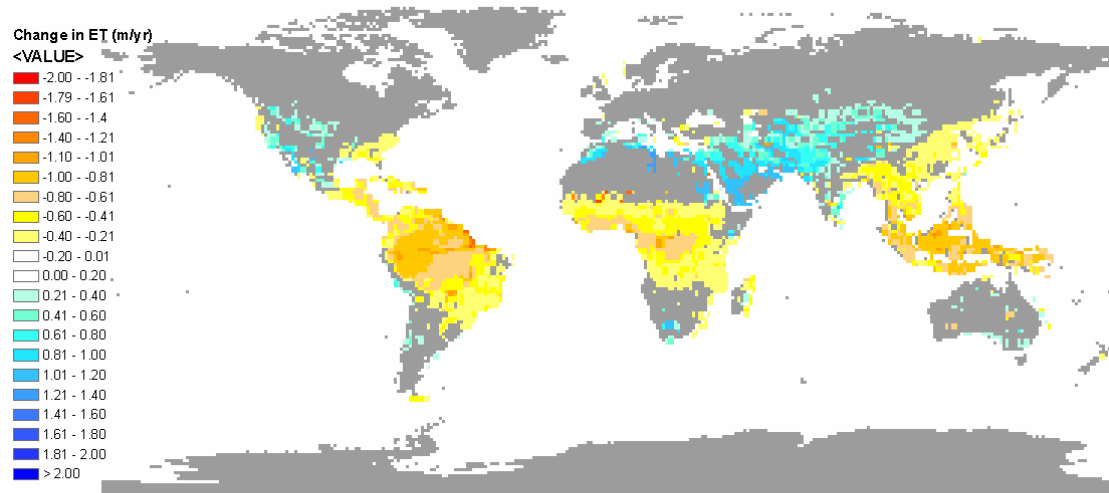 Change in ET (m/yr)
<VALUE>
-2.00 - -1.81
-1.79 - -1.61
-1.60 - -1.4
-1.40 - -1.21
-1.10 - -1.01
-1.00 - -0.81
-0.80 - -0.61
-0.60 - -0.41
-0.40 - -0.21
-0.20 - 0.01
0.00 - 0.20
0.21 - 0.40
0.41 - 0.60
0.61 - 0.80
0.81 - 1.00
1.01 - 1.20
1.21 - 1.40
1.41 - 1.60
1.61 - 1.80
1.81 - 2.00
> 2.00